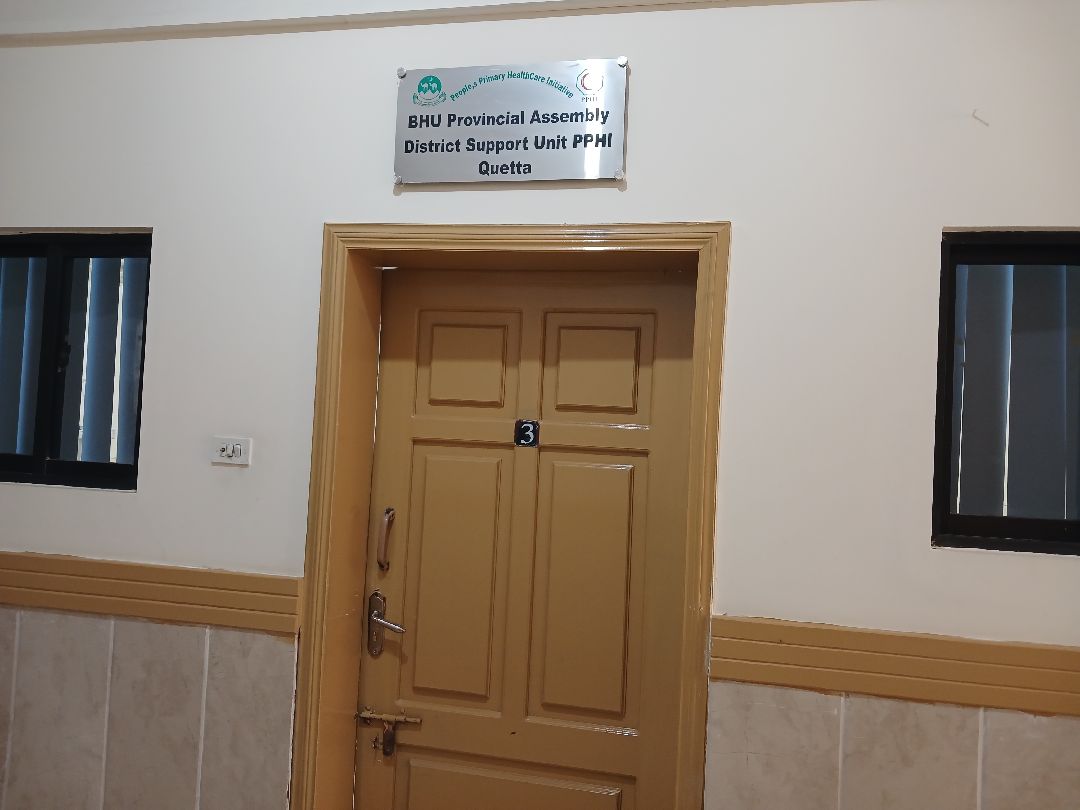 People,s Primary HealthCare Initiative
PPHI
BHU Provincial Assembly
District Support Unit PPHI
Quetta
3